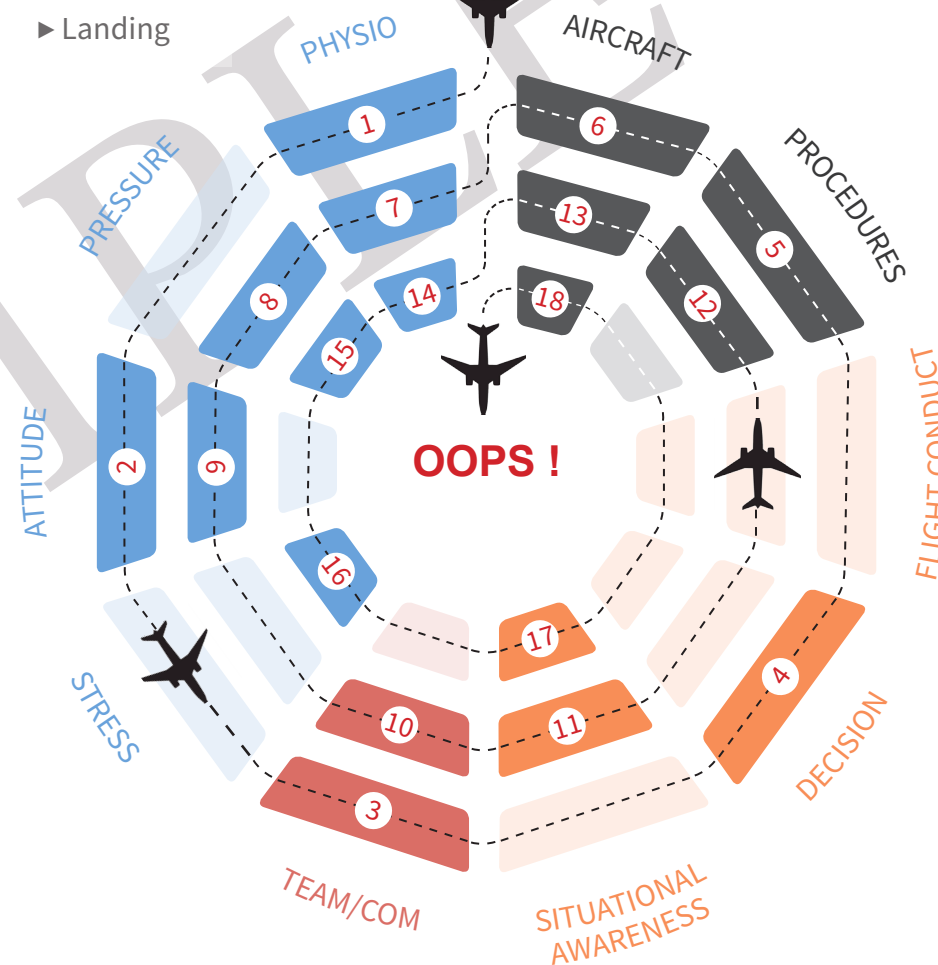 ► Landing
PHYSIO
AIRCRAFT
PRESSURE
PROCEDURES
ATTITUDE
FLIGHT CONDUCT
STRESS
DECISION
TEAM/COM
SITUATIONAL
AWARENESS
1
6
7
13
5
8
14
18
12
15
2
9
OOPS !
16
17
4
10
11
3